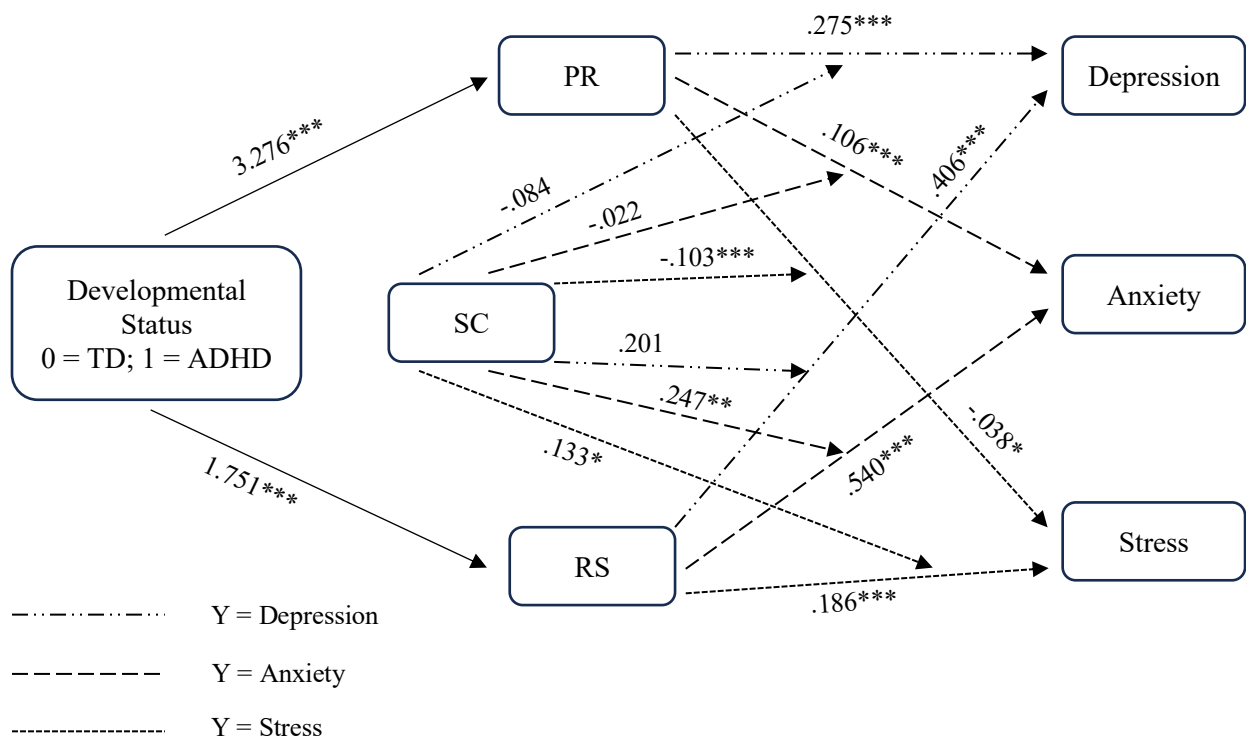 .275***
PR
Depression
3.276***
.106***
.406***
-.084
-.022
-.103***
Developmental
Status
0 = TD; 1 = ADHD
SC
Anxiety
.201
.247**
.133*
-.038*
.540***
1.751***
RS
Stress
.186***
Y = Depression
Y = Anxiety
Y = Stress